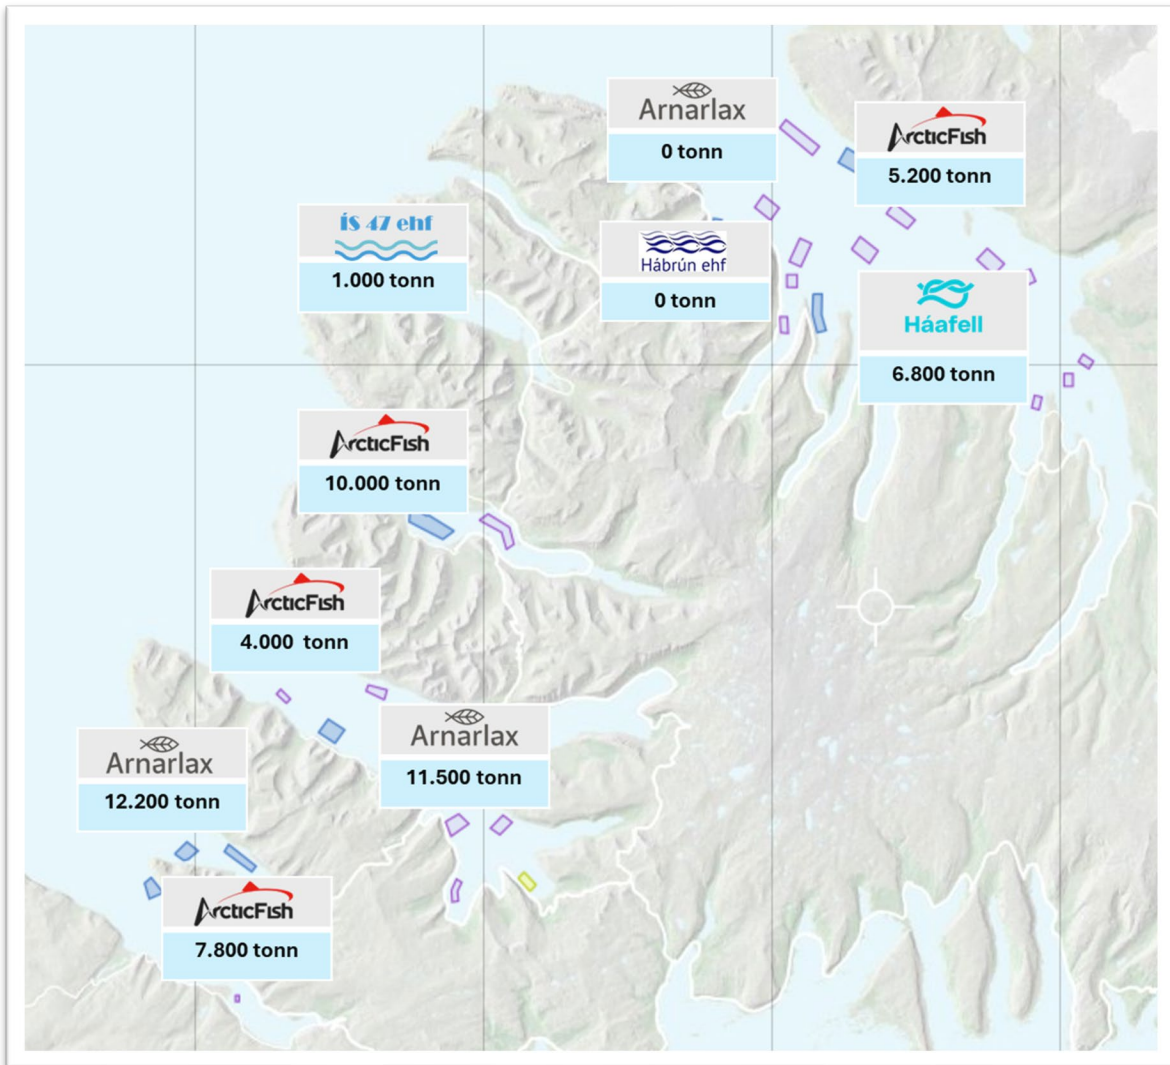 Arnarlax
0 tonn
ArcticFish
5.200 tonn
ÍS 47 ehf
1.000 tonn
Hábrún ehf
0 tonn
Háafell
6.800 tonn
ArcticFish
10.000 tonn
ArcticFish
4.000 tonn
Arnarlax
11.500 tonn
Arnarlax
12.200 tonn
ArcticFish
7.800 tonn